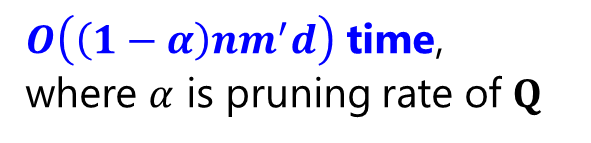 O((1 − α)nm′d) time,
where α is pruning rate of Q